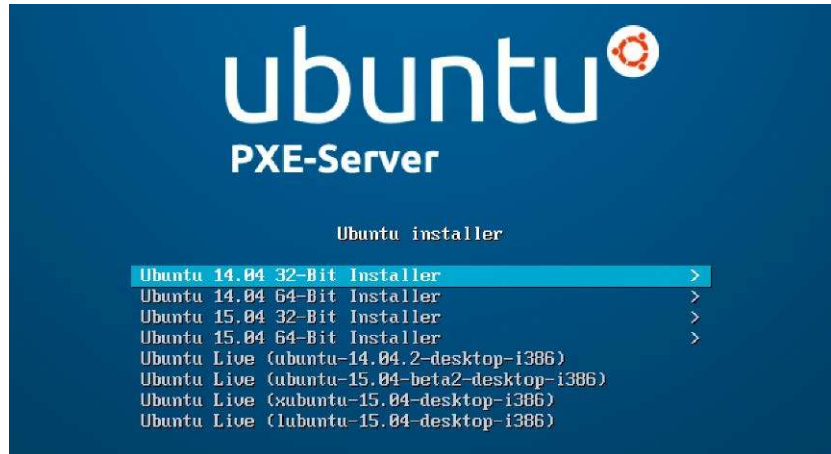 ubuntu
PXE-Server
Ubuntu installer
Ubuntu 14.04 32-Bit Installer >
Ubuntu 14.04 64-Bit Installer >
Ubuntu 15.04 32-Bit Installer >
Ubuntu 15.04 64-Bit Installer >
Ubuntu Live (ubuntu-14.04.2-desktop-i386)
Ubuntu Live (ubuntu-15.04-beta2-desktop-i386)
Ubuntu Live (xubuntu-15.04-desktop-i386)
Ubuntu Live (lubuntu-15.04-desktop-i386)